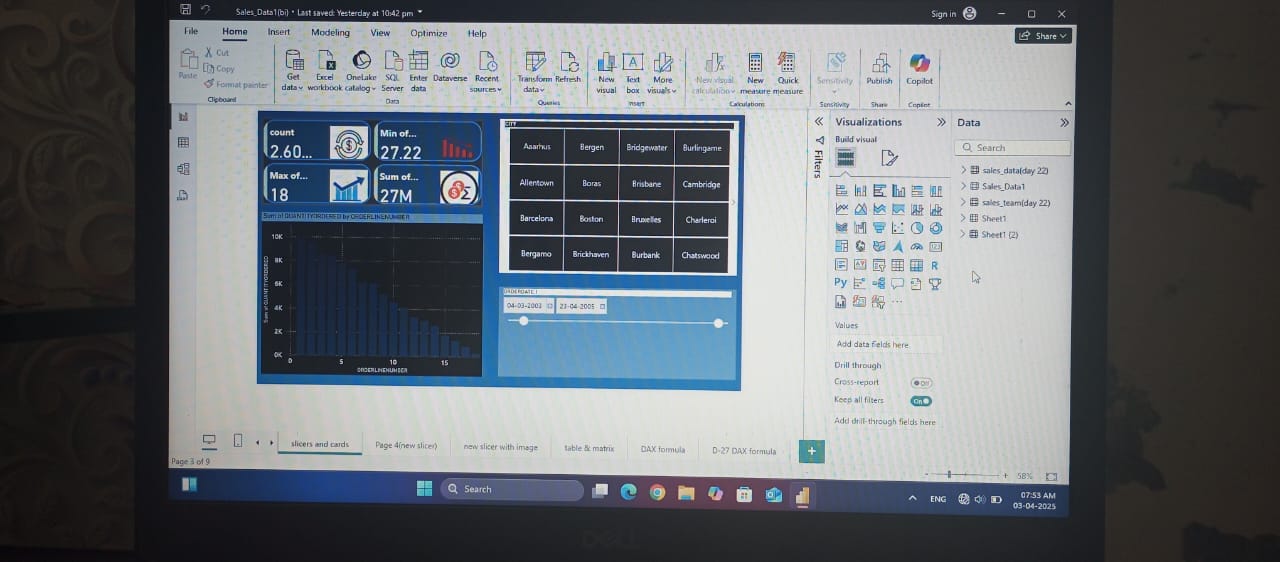 Sales_Data1(bi) • Last saved: Yesterday at 10:42 pm
Sign in
File Home Insert Modeling View Optimize Help
Share
Paste
Cut
Copy
Format painter
Clipboard
Get data
Excel workbook
OneLake catalog
SQL Server
Enter data
Dataverse
Recent sources
Data
Transform data
Refresh
Queries
New visual
Text box
More visuals
Insert
New visual calculation
New measure
Quick measure
Calculations
Sensitivity
Sensitivity
Publish
Share
Copilot
Copilot
count
2.60...
Min of...
27.22
Max of...
18
Sum of...
27M
Sum of QUANTITYORDERED by ORDERLINENUMBER
Sum of QUANTITYORDERED
10K
8K
6K
4K
2K
0K
0 5 10 15
ORDERLINENUMBER
CITY
Aaarhus Bergen Bridgewater Burlingame
Allentown Boras Brisbane Cambridge
Barcelona Boston Bruxelles Charleroi
Bergamo Brickhaven Burbank Chatswood
04-03-2003 23-04-2005
Filters
Visualizations
Build visual
R
Py
123
Values
Add data fields here
Drill through
Cross-report
Off
Keep all filters
On
Add drill-through fields here
Data
Search
sales_data(day 22)
Sales_Data1
sales_team(day 22)
Sheet1
Sheet1 (2)
slicers and cards
Page 4(new slicer)
new slicer with image
table & matrix
DAX formula
D-27 DAX formula
Page 3 of 9
58%
Search
ENG
07:53 AM
03-04-2025
DELL